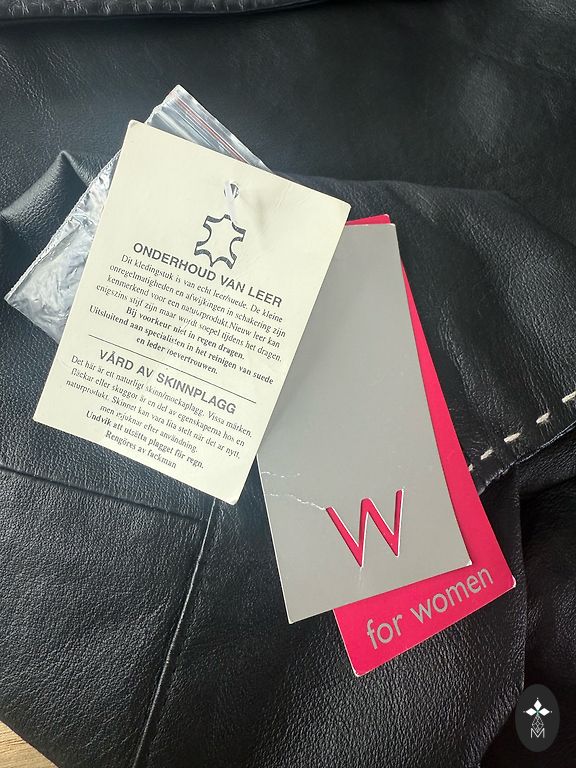 ONDERHOUD VAN LEER
Dit kledingstuk is van echt leer/suede. De kleine
onregelmatigheden en afwijkingen in schakering zijn
kenmerkend voor een natuurprodukt. Nieuw leer kan
enigszins stijf zijn maar wordt soepel tijdens het dragen.
Bij voorkeur niet in regen dragen.
Uitsluitend aan specialisten in het reinigen van suede
en leder toevertrouwen.
VÅRD AV SKINNPLAGG
Det här är ett naturligt skinn/mockaplagg. Vissa märken,
fläckar eller skuggor är en del av egenskaperna hos en
naturprodukt. Skinnet kan vara lita stelt när det är nytt,
men mjuknar efter användning.
Undvik att utsätta plagget för regn.
Rengöres av fackman
W
for women
M